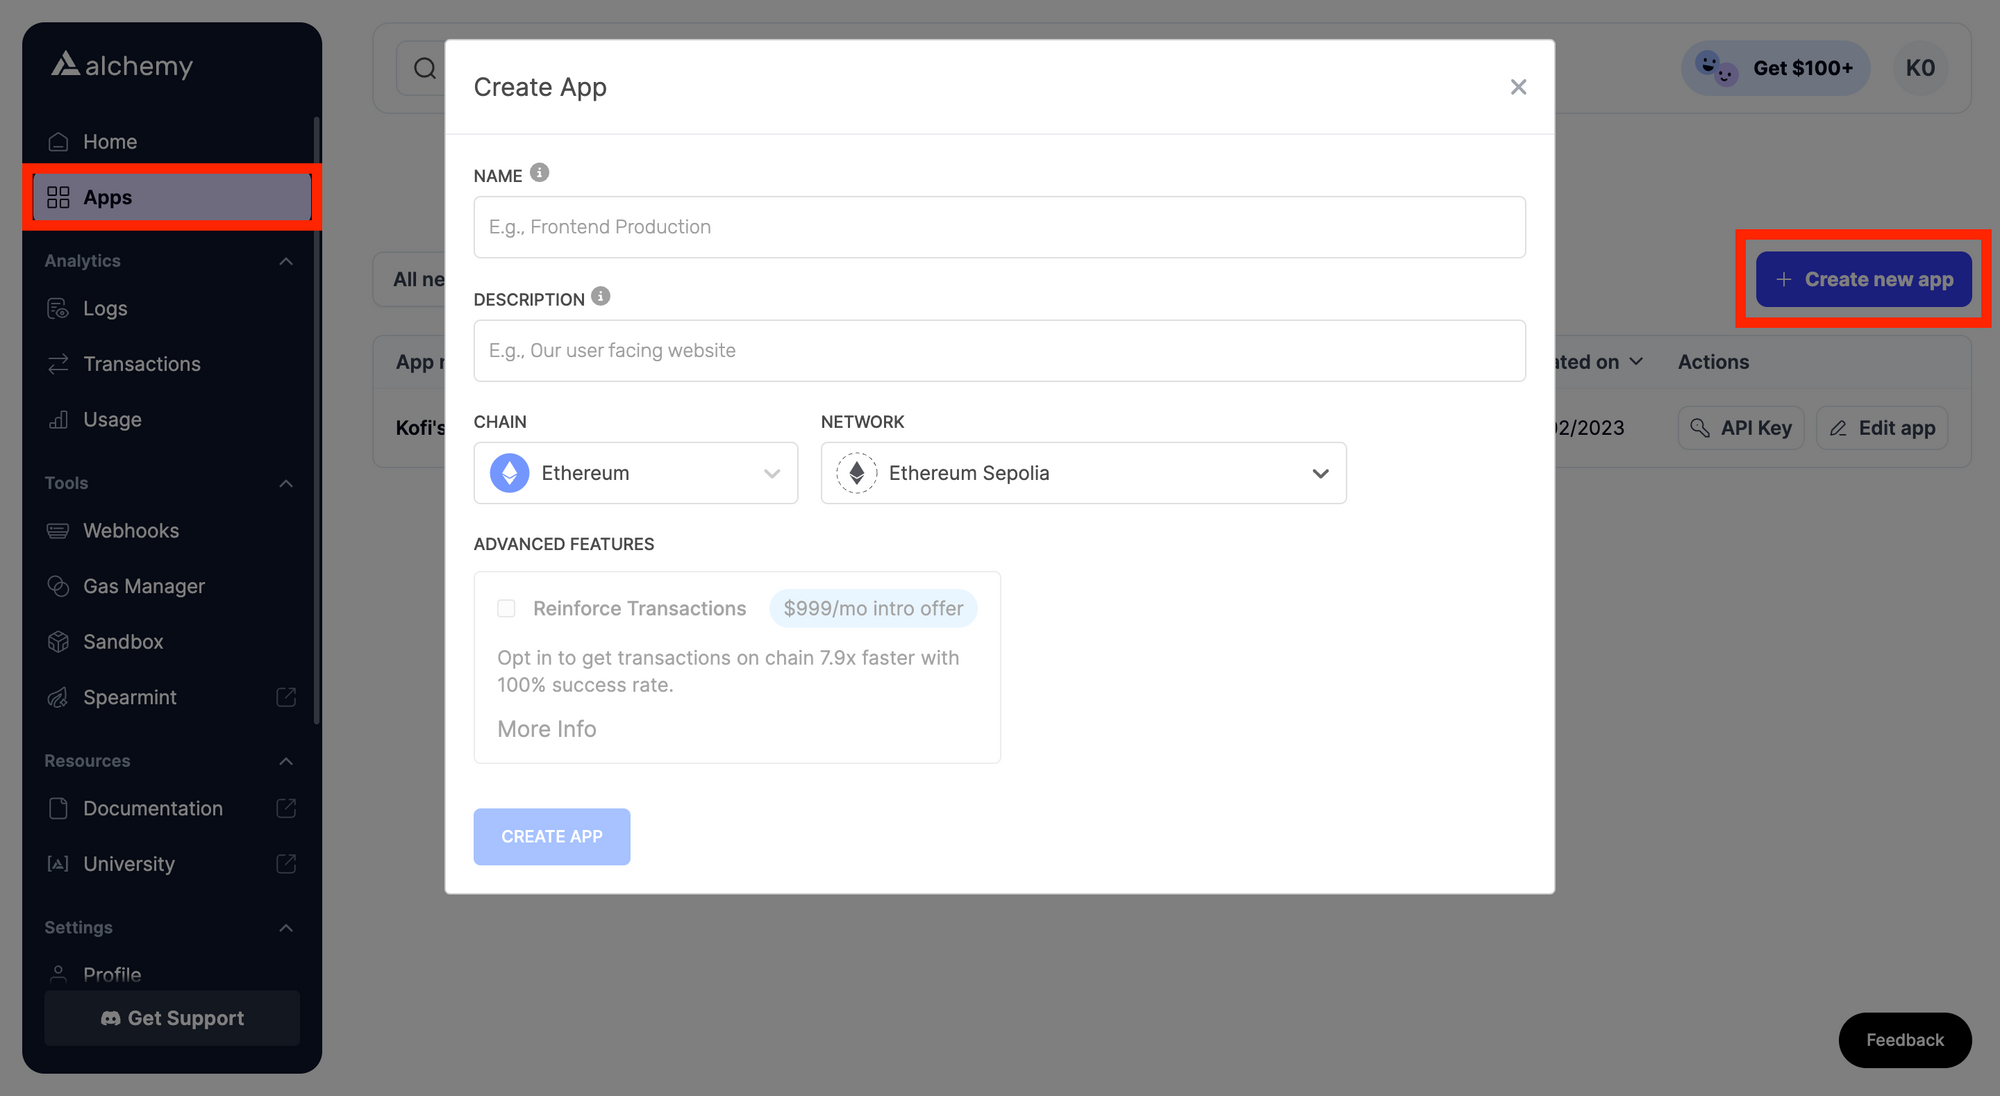 alchemy
Home
Apps
Analytics
Logs
Transactions
Usage
Tools
Webhooks
Gas Manager
Sandbox
Spearmint
Resources
Documentation
University
Settings
Profile
Get Support
Get $100+
K0
All ne
+ Create new app
App
ated on
Actions
Kofi's
02/2023
API Key
Edit app
Create App
NAME
E.g., Frontend Production
DESCRIPTION
E.g., Our user facing website
CHAIN
NETWORK
Ethereum
Ethereum Sepolia
ADVANCED FEATURES
Reinforce Transactions
$999/mo intro offer
Opt in to get transactions on chain 7.9x faster with
100% success rate.
More Info
CREATE APP
Feedback